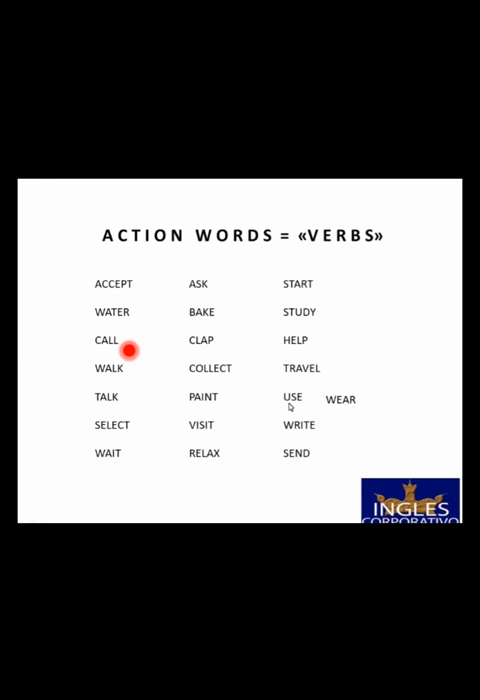 ACTION WORDS = «VERBS»
ACCEPT ASK START
WATER BAKE STUDY
CALL CLAP HELP
WALK COLLECT TRAVEL
TALK PAINT USE WEAR
SELECT VISIT WRITE
WAIT RELAX SEND
INGLES
CORPORATIVO